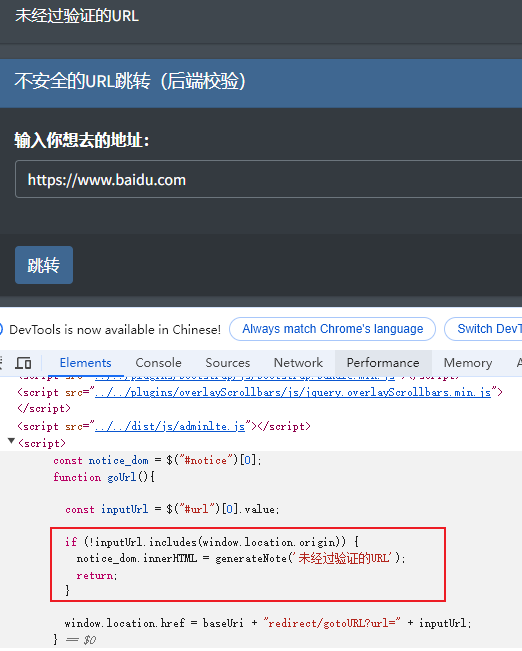 未经过验证的URL
不安全的URL跳转（后端校验）
输入你想去的地址：
https://www.baidu.com
跳转
DevTools is now available in Chinese! Always match Chrome's language Switch DevT
Elements Console Sources Network Performance Memory A
<script src="../../plugins/bootstrap/js/bootstrap.bundle.min.js"></script>
<script src="../../plugins/overlayScrollbars/js/jquery.overlayScrollbars.min.js">
</script>
<script src="../../dist/js/adminlte.js"></script>
▼<script>
const notice_dom = $("#notice")[0];
function goUrl(){
const inputUrl = $("#url")[0].value;
if (!inputUrl.includes(window.location.origin)) {
notice_dom.innerHTML = generateNote('未经过验证的URL');
return;
}
window.location.href = baseUri + "redirect/gotoURL?url=" + inputUrl;
} == $0